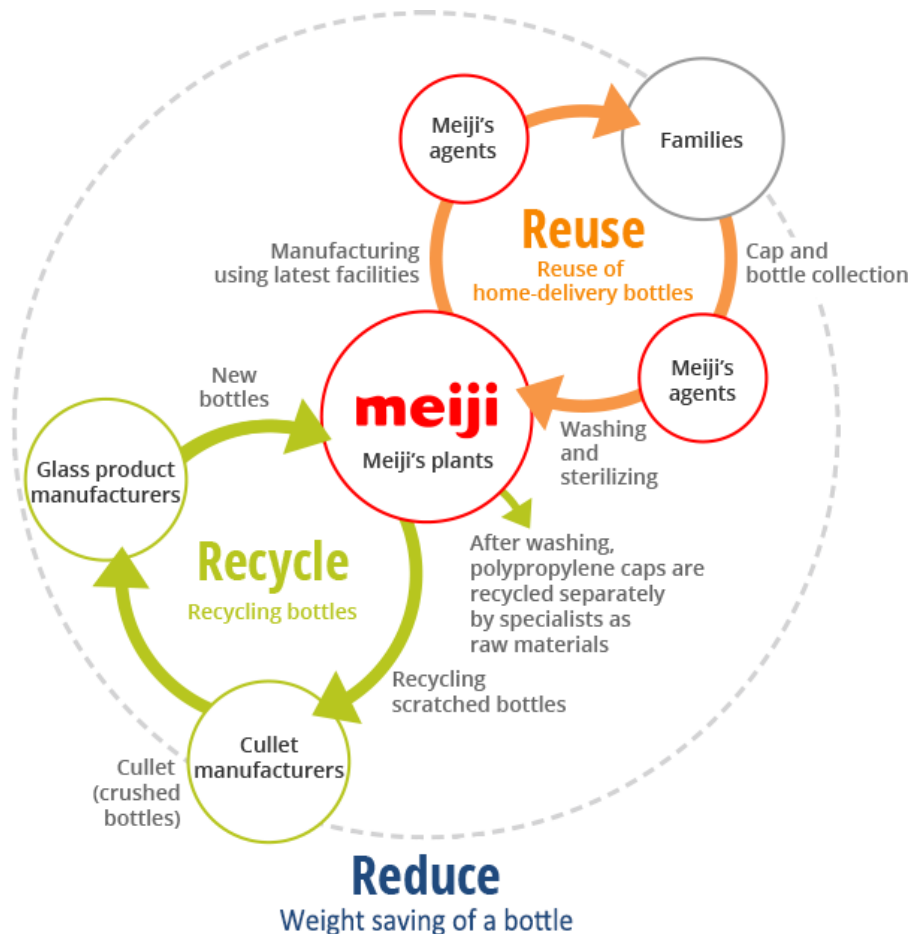 Meiji's
agents
Families
Reuse
Reuse of
home-delivery bottles
Manufacturing
using latest facilities
Cap and
bottle collection
Meiji's
agents
Washing
and
sterilizing
meiji
Meiji's plants
New
bottles
Glass product
manufacturers
Recycle
Recycling bottles
After washing,
polypropylene caps are
recycled separately
by specialists as
raw materials
Recycling
scratched bottles
Cullet
manufacturers
Cullet
(crushed
bottles)
Reduce
Weight saving of a bottle